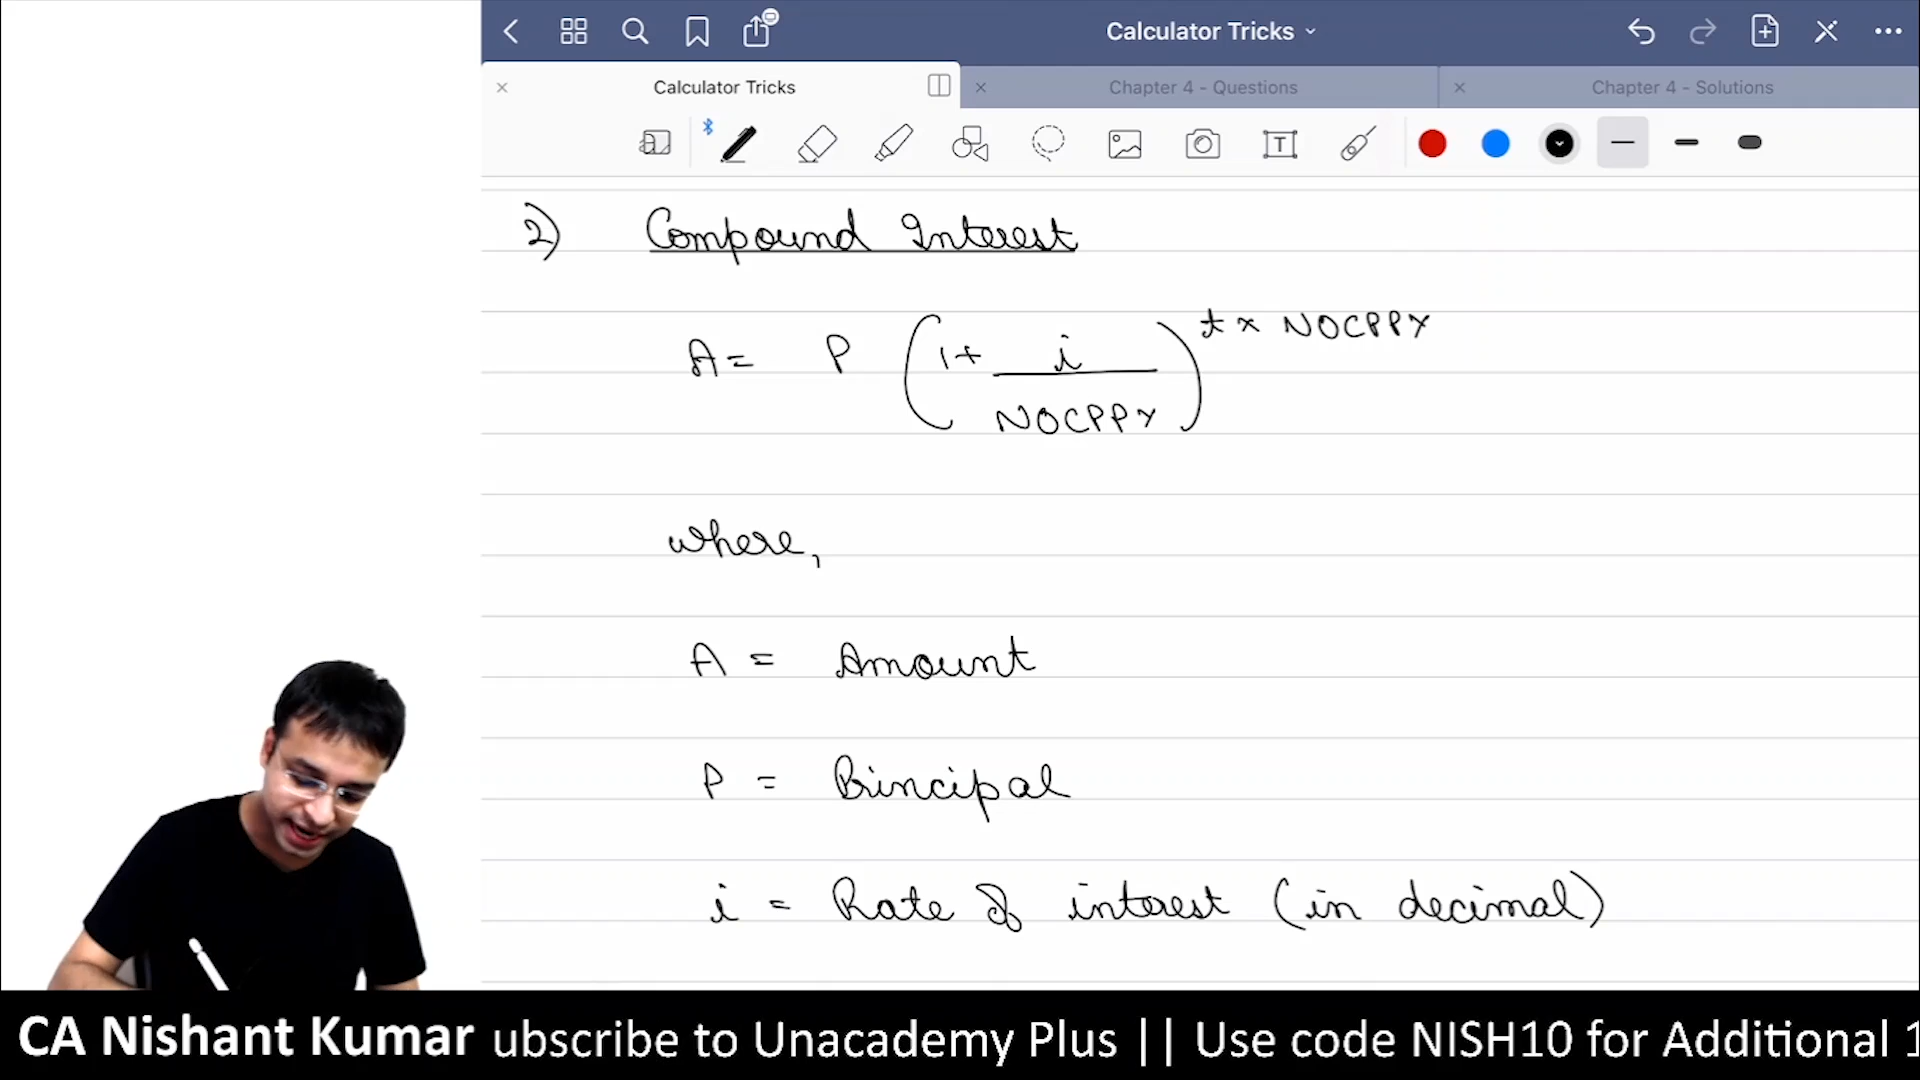 Calculator Tricks
Calculator Tricks
Chapter 4 - Questions
Chapter 4 - Solutions
T
2) Compound Interest
A = P (1 + i / NOCPPY)^t × NOCPPY
where,
A = Amount
P = Principal
i = Rate of interest (in decimal)
CA Nishant Kumar ubscribe to Unacademy Plus || Use code NISH10 for Additional 1